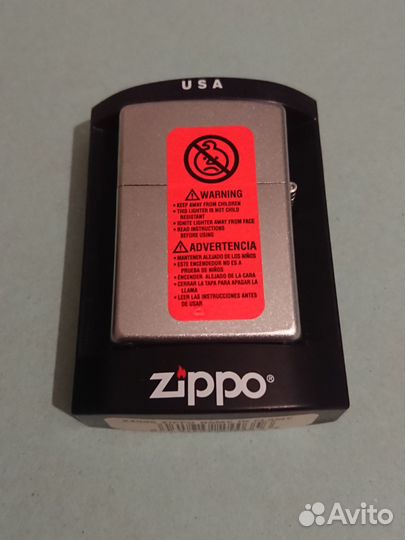 USA
WARNING
• KEEP AWAY FROM CHILDREN
• THIS LIGHTER IS NOT CHILD
RESISTANT
• IGNITE LIGHTER AWAY FROM FACE
• READ INSTRUCTIONS
BEFORE USING
ADVERTENCIA
• MANTENER ALEJADO DE LOS NIÑOS
• ESTE ENCENDEDOR NO ES A
PRUEBA DE NIÑOS
• ENCENDER ALEJADO DE LA CARA
• CERRAR LA TAPA PARA APAGAR LA
LLAMA
• LEER LAS INSTRUCCIONES ANTES
DE USAR
zippo®
Avito